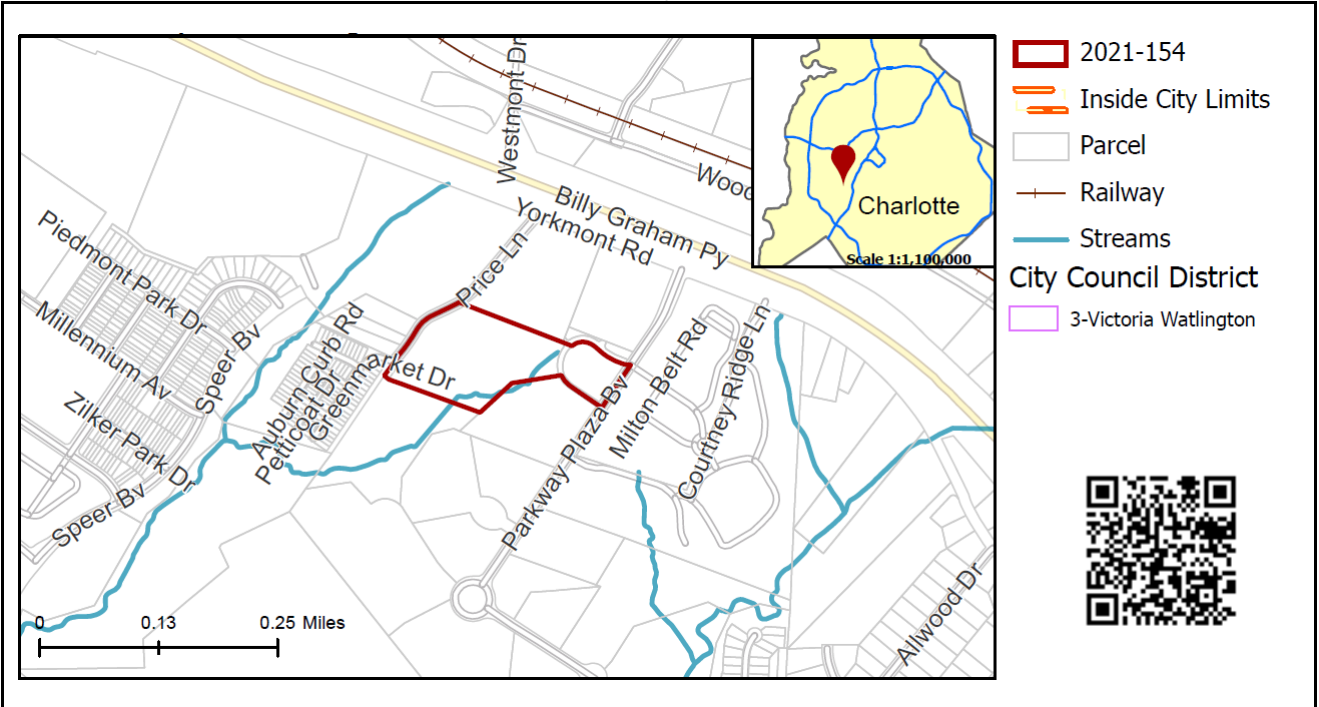 Westmont Dr
Wood
Billy Graham Py
Yorkmont Rd
Price Ln
Piedmont Park Dr
Millennium Av
Speer Bv
Zilker Park Dr
Speer Bv
Auburn Curb Rd
Petticoat Dr
Greenmarket Dr
Parkway Plaza Bv
Milton Belt Rd
Courtney Ridge Ln
Allwood Dr
0 0.13 0.25 Miles
Charlotte
Scale 1:1,100,000
2021-154
Inside City Limits
Parcel
Railway
Streams
City Council District
3-Victoria Watlington